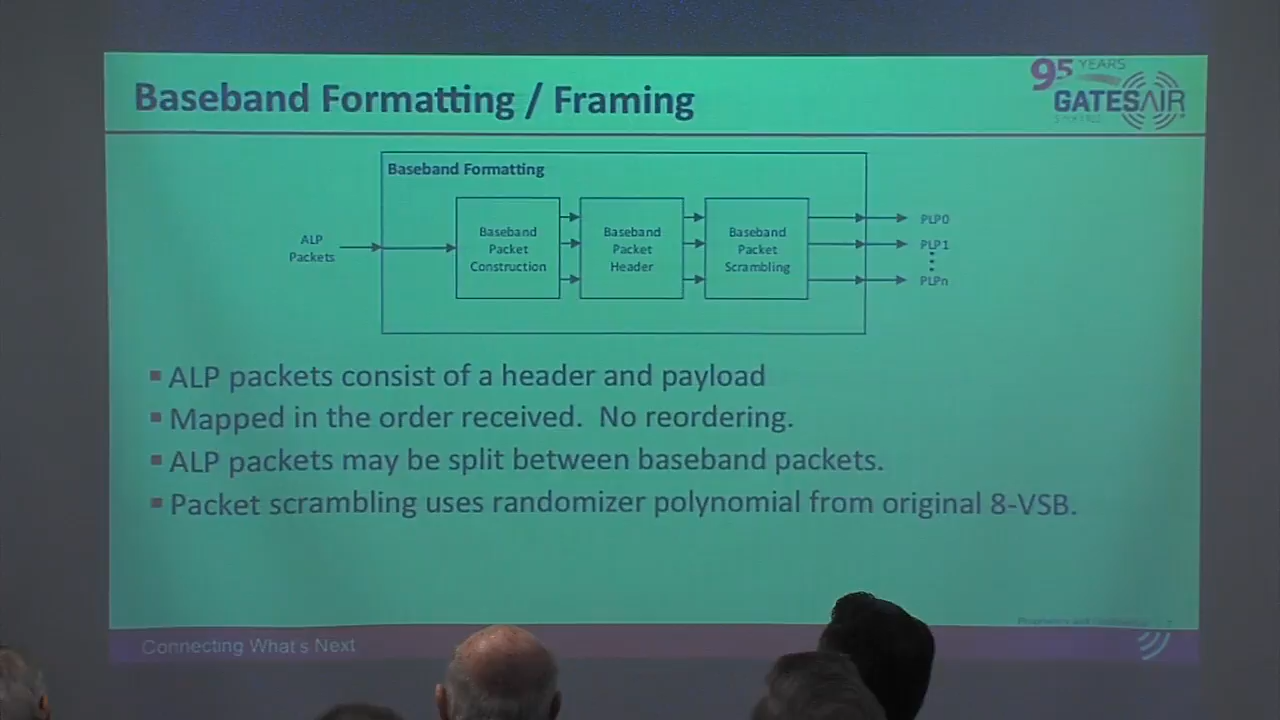 Baseband Formatting / Framing
95 YEARS
GATESAIR
Baseband Formatting
ALP
Packets
Baseband
Packet
Construction
Baseband
Packet
Header
Baseband
Packet
Scrambling
PLP0
PLP1
PLPn
▪ ALP packets consist of a header and payload
▪ Mapped in the order received. No reordering.
▪ ALP packets may be split between baseband packets.
▪ Packet scrambling uses randomizer polynomial from original 8-VSB.
Connecting What's Next